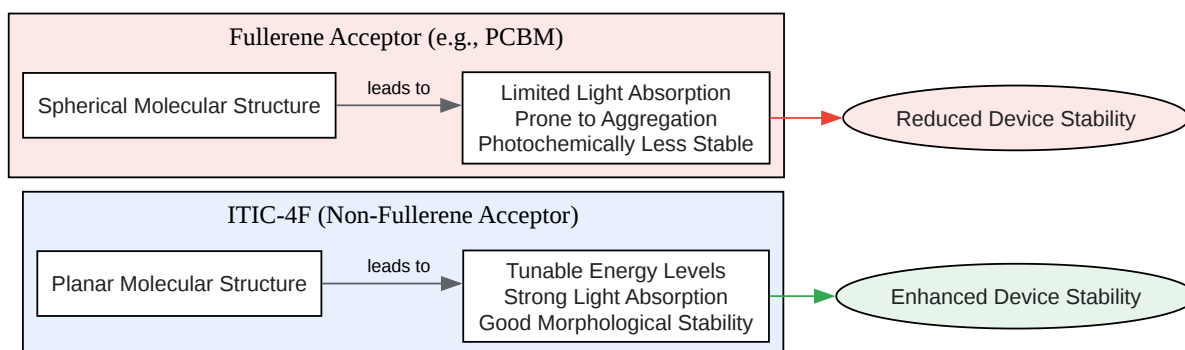 Fullerene Acceptor (e.g., PCBM)
Spherical Molecular Structure
leads to
Limited Light Absorption
Prone to Aggregation
Photochemically Less Stable
Reduced Device Stability
ITIC-4F (Non-Fullerene Acceptor)
Planar Molecular Structure
leads to
Tunable Energy Levels
Strong Light Absorption
Good Morphological Stability
Enhanced Device Stability